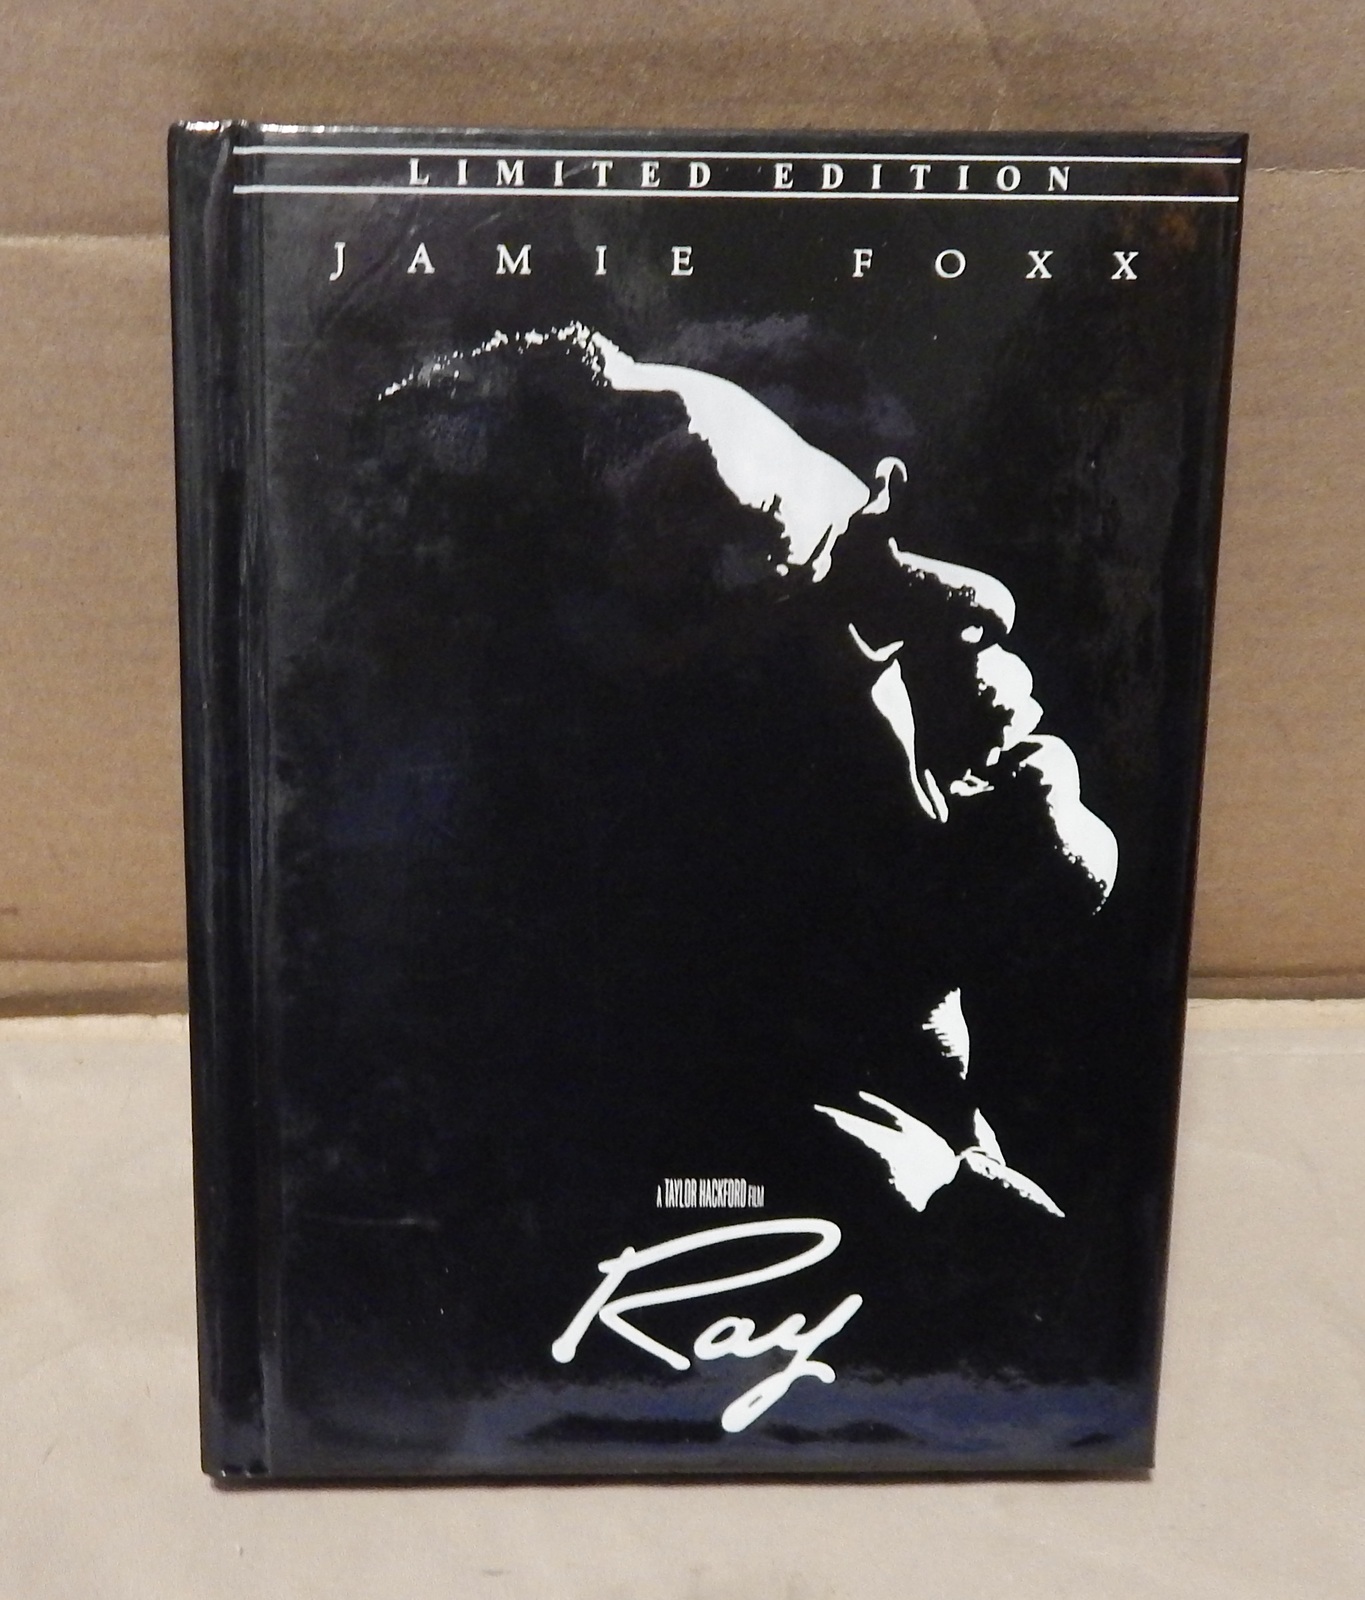 LIMITED EDITION
JAMIE FOXX
A TAYLOR HACKFORD FILM
Ray